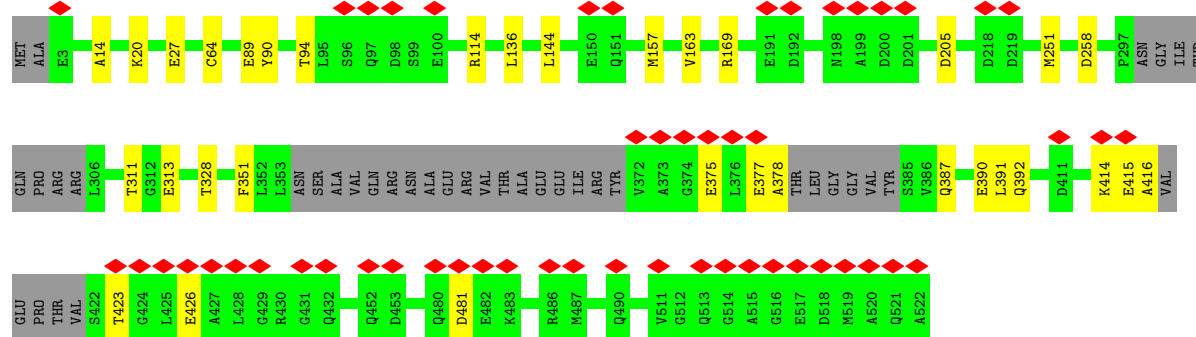 MET ALA E3 A14 K20 E27 C64 E89 Y90 T94 L95 S96 Q97 D98 S99 E100 R114 L136 L144 E150 Q151 M157 V163 R169 E191 D192 N198 A199 D200 D201 D205 D218 D219 M251 D258 P297 ASN GLY ILE
GLN PRO ARG ARG L306 T311 G312 E313 T328 F351 L352 L353 ASN SER ALA VAL GLN ARG ASN ALA GLU ARG VAL THR ALA GLU GLU ILE ARG TYR V372 A373 G374 E375 L376 E377 A378 THR LEU GLY GLY VAL TYR S385 V386 Q387 E390 L391 Q392 D411 K414 E415 A416 VAL
GLU PRO THR VAL S422 T423 G424 L425 E426 A427 L428 G429 R430 G431 Q432 Q452 D453 Q480 D481 E482 K483 R486 M487 Q490 V511 G512 Q513 G514 A515 G516 E517 D518 M519 A520 Q521 A522